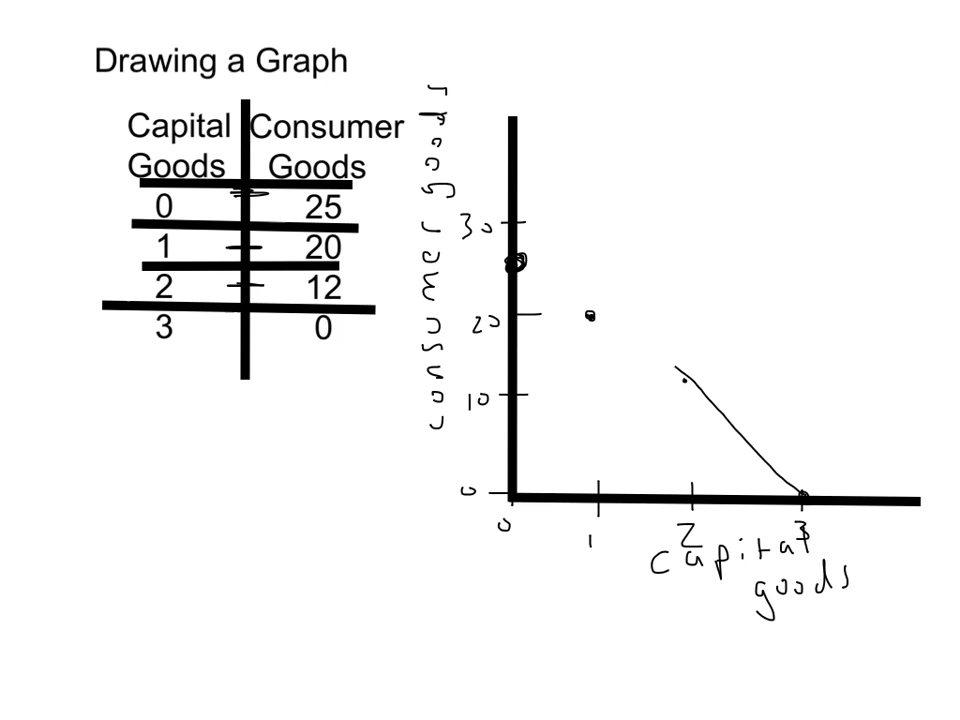 Drawing a Graph
Capital Consumer
Goods Goods
0 25
1 20
2 12
3 0
consumer goods
30
20
10
0
0 1 2 3
capital
goods